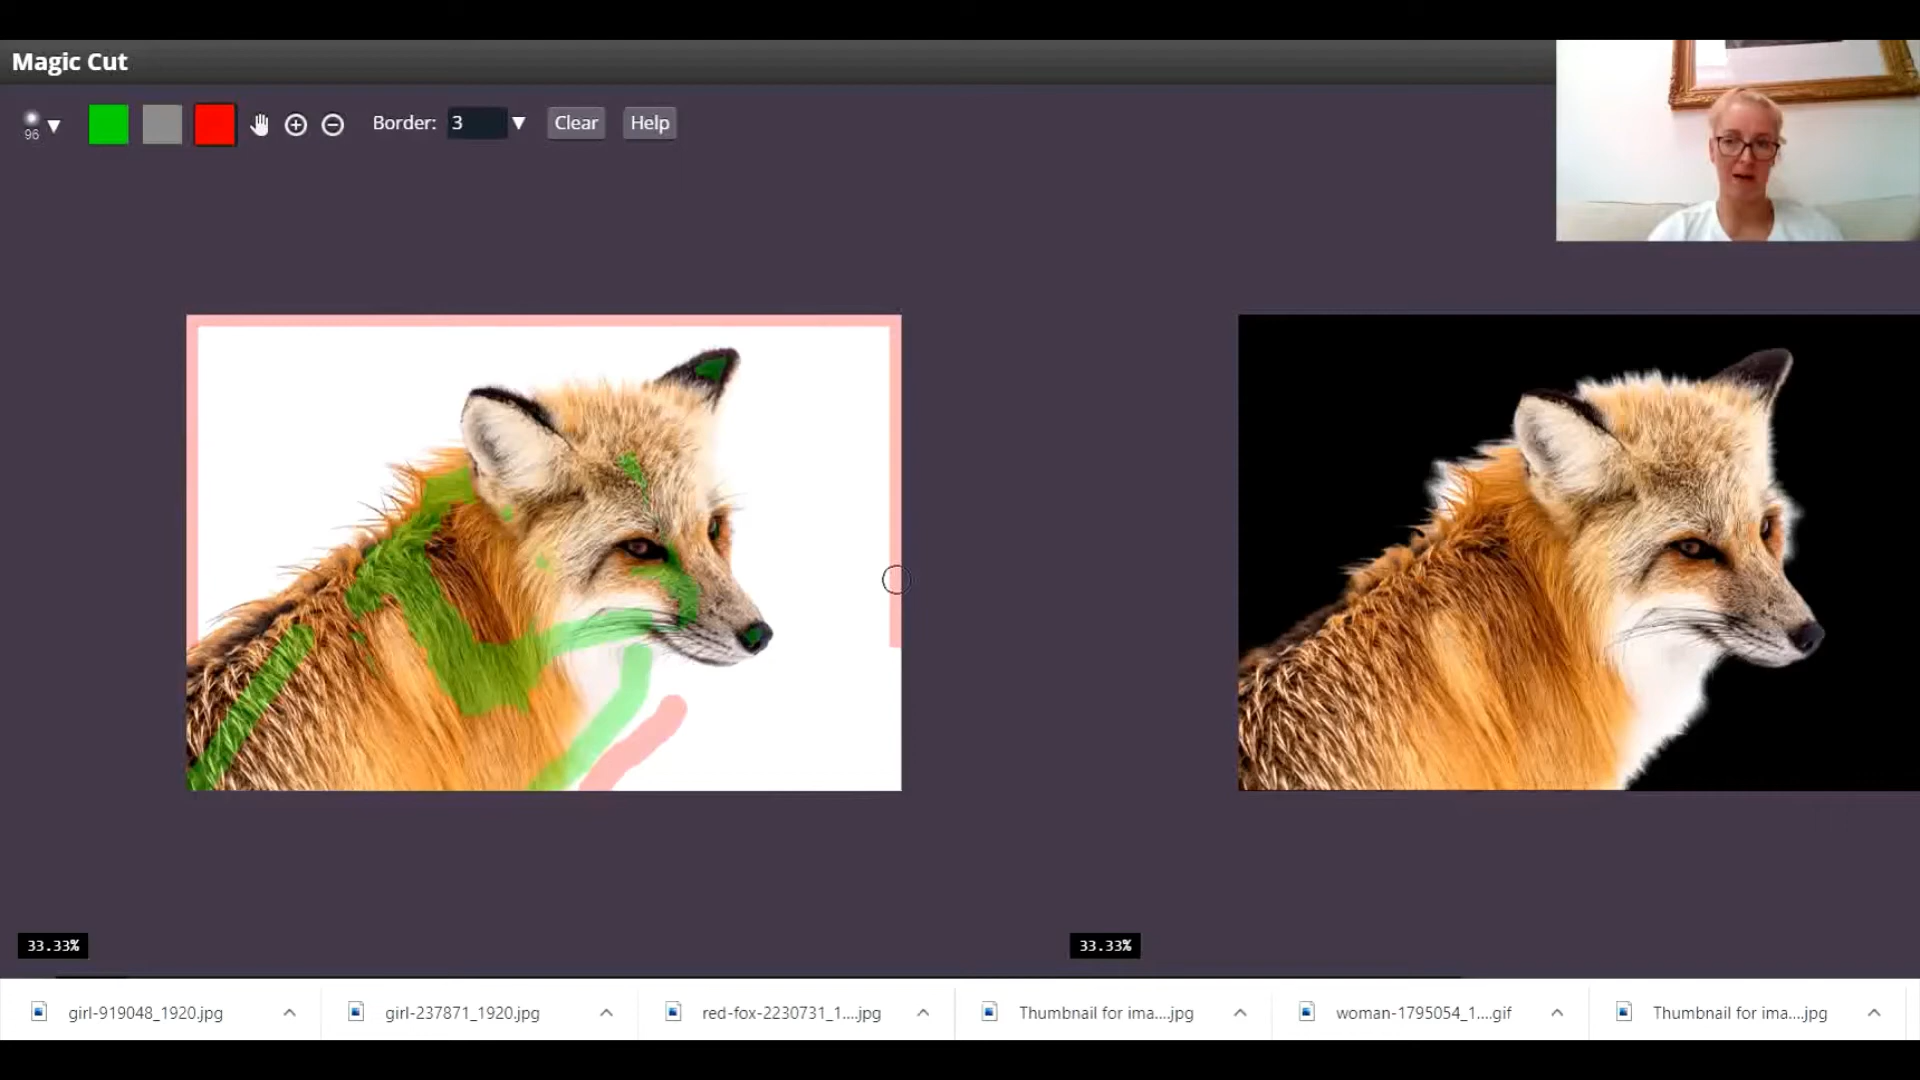 Magic Cut
96
Border: 3 Clear Help
33.33% 33.33%
girl-919048_1920.jpg girl-237871_1920.jpg red-fox-2230731_1....jpg Thumbnail for ima....jpg woman-1795054_1....gif Thumbnail for ima....jpg